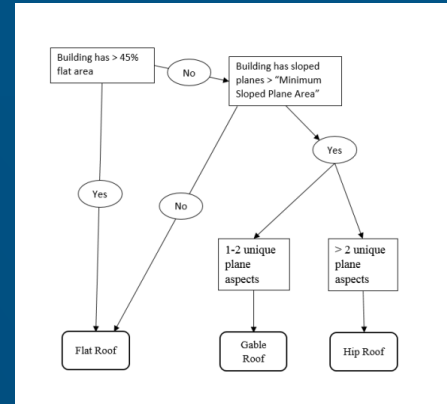 Building has > 45%
flat area
No
Building has sloped
planes > “Minimum
Sloped Plane Area”
Yes
Yes
No
1-2 unique
plane
aspects
> 2 unique
plane
aspects
Flat Roof
Gable
Roof
Hip Roof